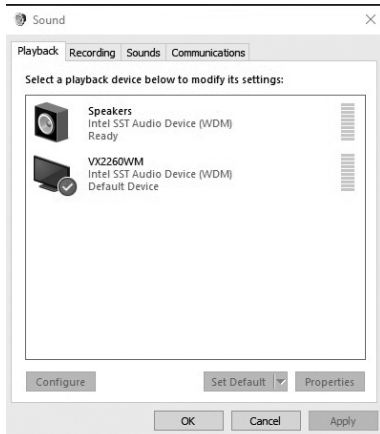 Sound
Playback Recording Sounds Communications
Select a playback device below to modify its settings:
Speakers
Intel SST Audio Device (WDM)
Ready
VX2260WM
Intel SST Audio Device (WDM)
Default Device
Configure Set Default Properties
OK Cancel Apply